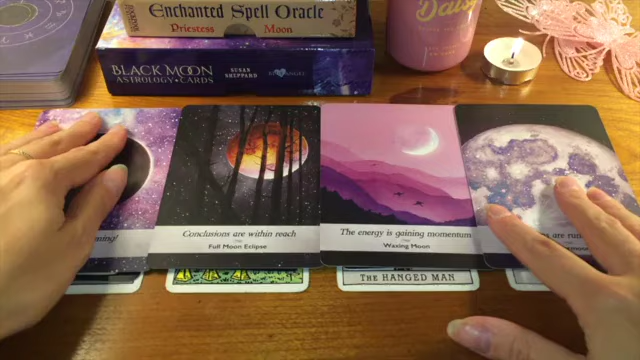 Enchanted Spell Oracle
Priestess Moon
BLACK MOON
ASTROLOGY CARDS
SUSAN
SHEPPARD
Daisy
Conclusions are within reach
Full Moon Eclipse
The energy is gaining momentum
Waxing Moon
THE HANGED MAN